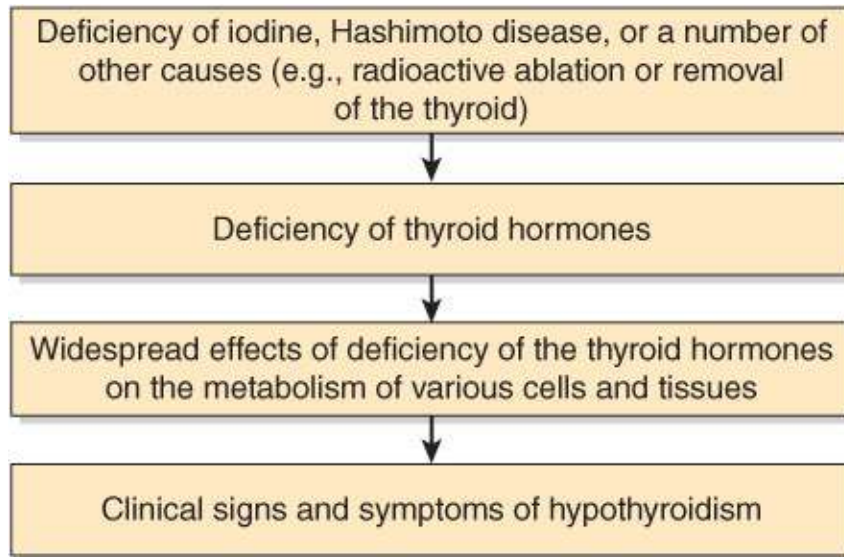 Deficiency of iodine, Hashimoto disease, or a number of
other causes (e.g., radioactive ablation or removal
of the thyroid)
Deficiency of thyroid hormones
Widespread effects of deficiency of the thyroid hormones
on the metabolism of various cells and tissues
Clinical signs and symptoms of hypothyroidism